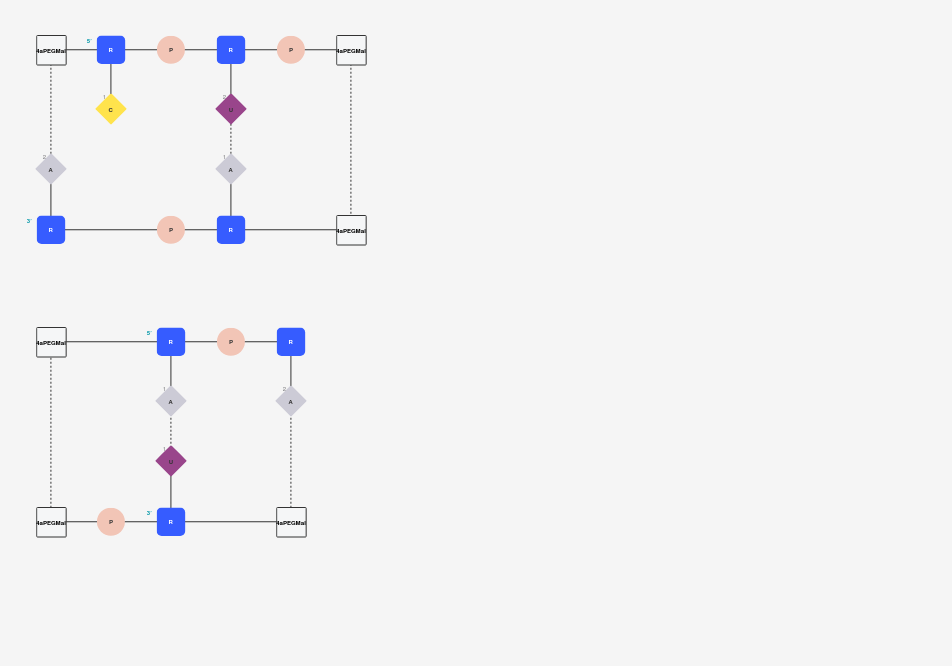 4aPEGMal 5' R P R P 4aPEGMal
1 C 2 U
2 A 1 A
3' R P R 4aPEGMal
4aPEGMal 5' R P R
1 A 2 A
1 U
4aPEGMal P 3' R 4aPEGMal